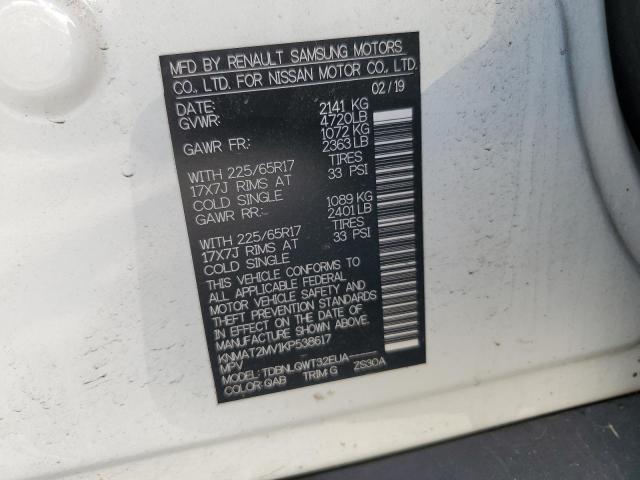 MFD BY RENAULT SAMSUNG MOTORS
CO., LTD. FOR NISSAN MOTOR CO., LTD.
02/19
DATE: 2141 KG
GVWR: 4720LB
1072 KG
GAWR FR: 2363 LB
TIRES
WITH 225/65R17 33 PSI
17X7J RIMS AT
COLD SINGLE 1089 KG
GAWR RR: 2401 LB
TIRES
WITH 225/65R17 33 PSI
17X7J RIMS AT
COLD SINGLE
THIS VEHICLE CONFORMS TO
ALL APPLICABLE FEDERAL
MOTOR VEHICLE SAFETY AND
THEFT PREVENTION STANDARDS
IN EFFECT ON THE DATE OF
MANUFACTURE SHOWN ABOVE.
KNMAT2MV1KP538617
MPV
MODEL: TDBNLGWT32EUA
COLOR: QAB TRIM: G ZS30A